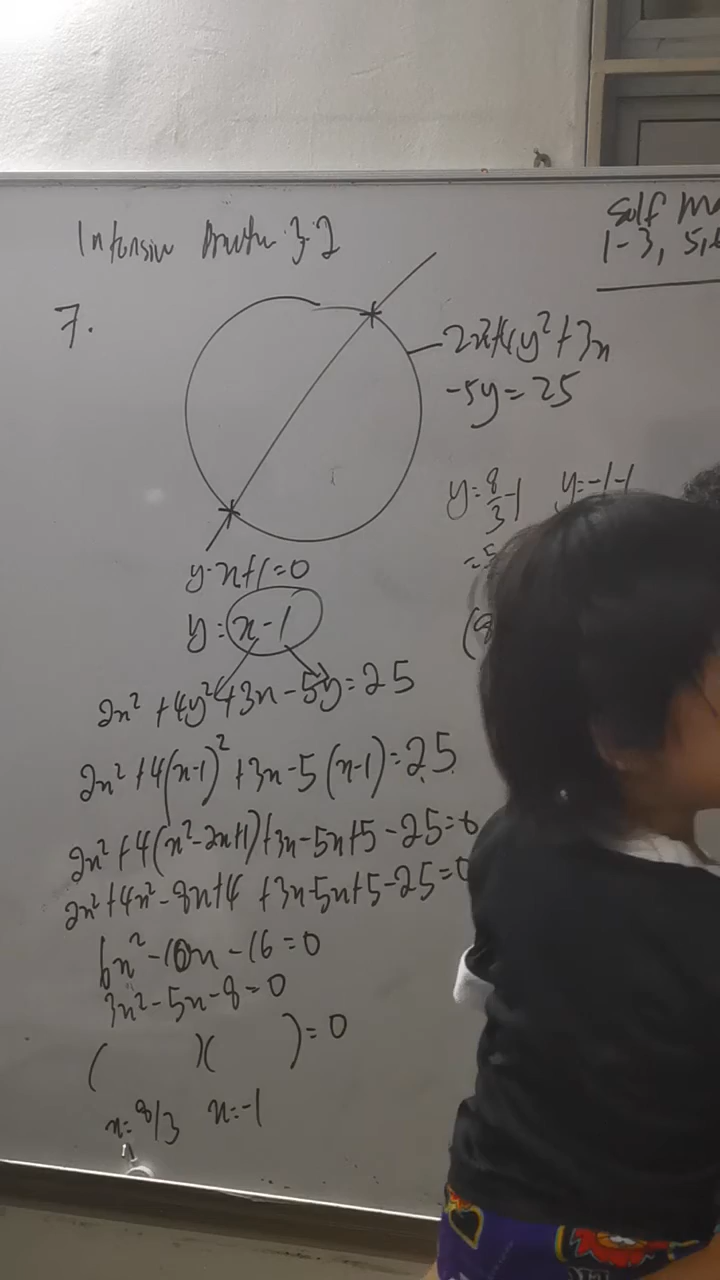 Intensive Practice 3.2
Self
1-3, 5,
7.
2x²+4y²+3x
-5y=25
y=8/3-1 y=-1-1
=5
(8
y-x+1=0
y=x-1
2x²+4y²+3x-5y=25
2x²+4(x-1)²+3x-5(x-1)=25
2x²+4(x²-2x+1)+3x-5x+5-25=0
2x²+4x²-8x+4+3x-5x+5-25=0
6x²-10x-16=0
3x²-5x-8=0
( )( )=0
x=8/3 x=-1